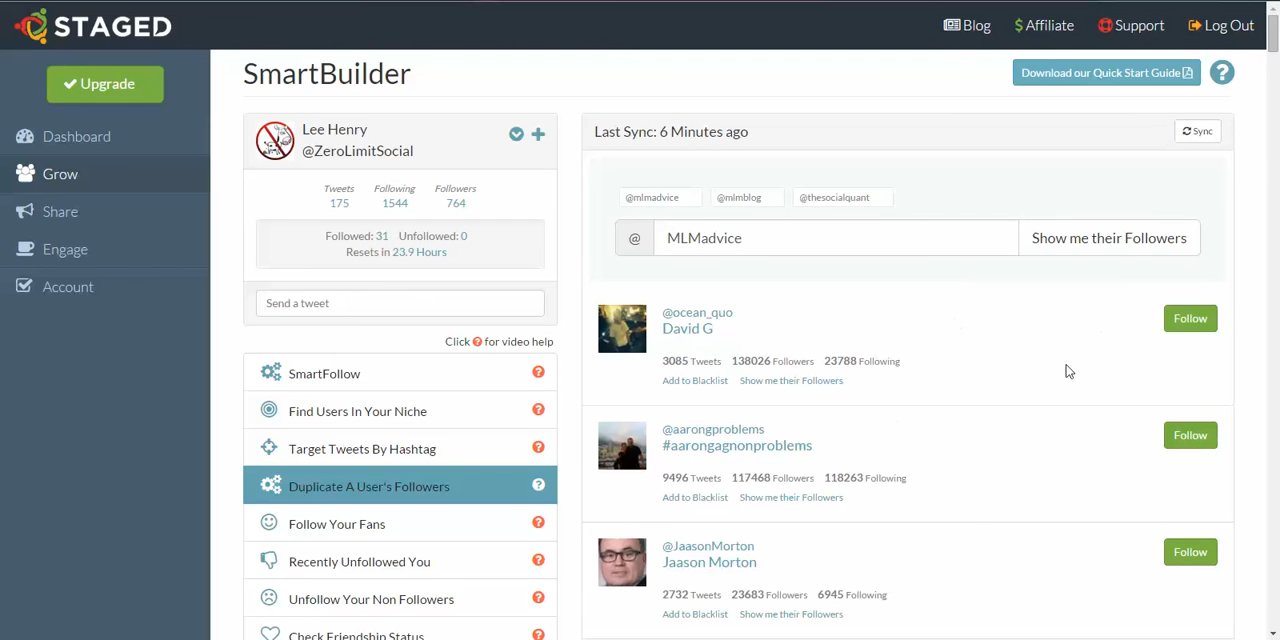 STAGED
Blog
Affiliate
Support
Log Out
Upgrade
Dashboard
Grow
Share
Engage
Account
SmartBuilder
Download our Quick Start Guide
?
Lee Henry
@ZeroLimitSocial
Tweets Following Followers
175 1544 764
Followed: 31 Unfollowed: 0
Resets in 23.9 Hours
Send a tweet
Click ? for video help
SmartFollow ?
Find Users In Your Niche ?
Target Tweets By Hashtag ?
Duplicate A User's Followers ?
Follow Your Fans ?
Recently Unfollowed You ?
Unfollow Your Non Followers ?
Check Friendship Status ?
Last Sync: 6 Minutes ago
Sync
@mlmadvice @mlmblog @thesocialquant
@ MLMadvice Show me their Followers
@ocean_quo
David G
Follow
3085 Tweets 138026 Followers 23788 Following
Add to Blacklist Show me their Followers
@aarongproblems
#aarongagnonproblems
Follow
9496 Tweets 117468 Followers 118263 Following
Add to Blacklist Show me their Followers
@JaasonMorton
Jaason Morton
Follow
2732 Tweets 23683 Followers 6945 Following
Add to Blacklist Show me their Followers